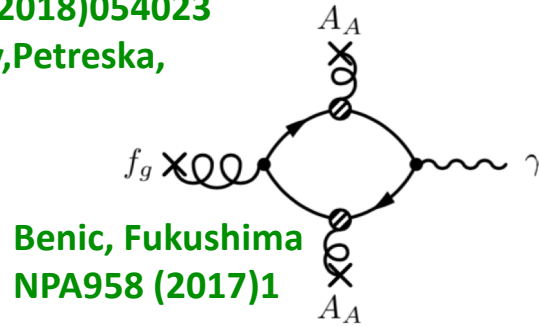 2018)054023
,Petreska,
A_A
f_g
γ
Benic, Fukushima
NPA958 (2017)1
A_A